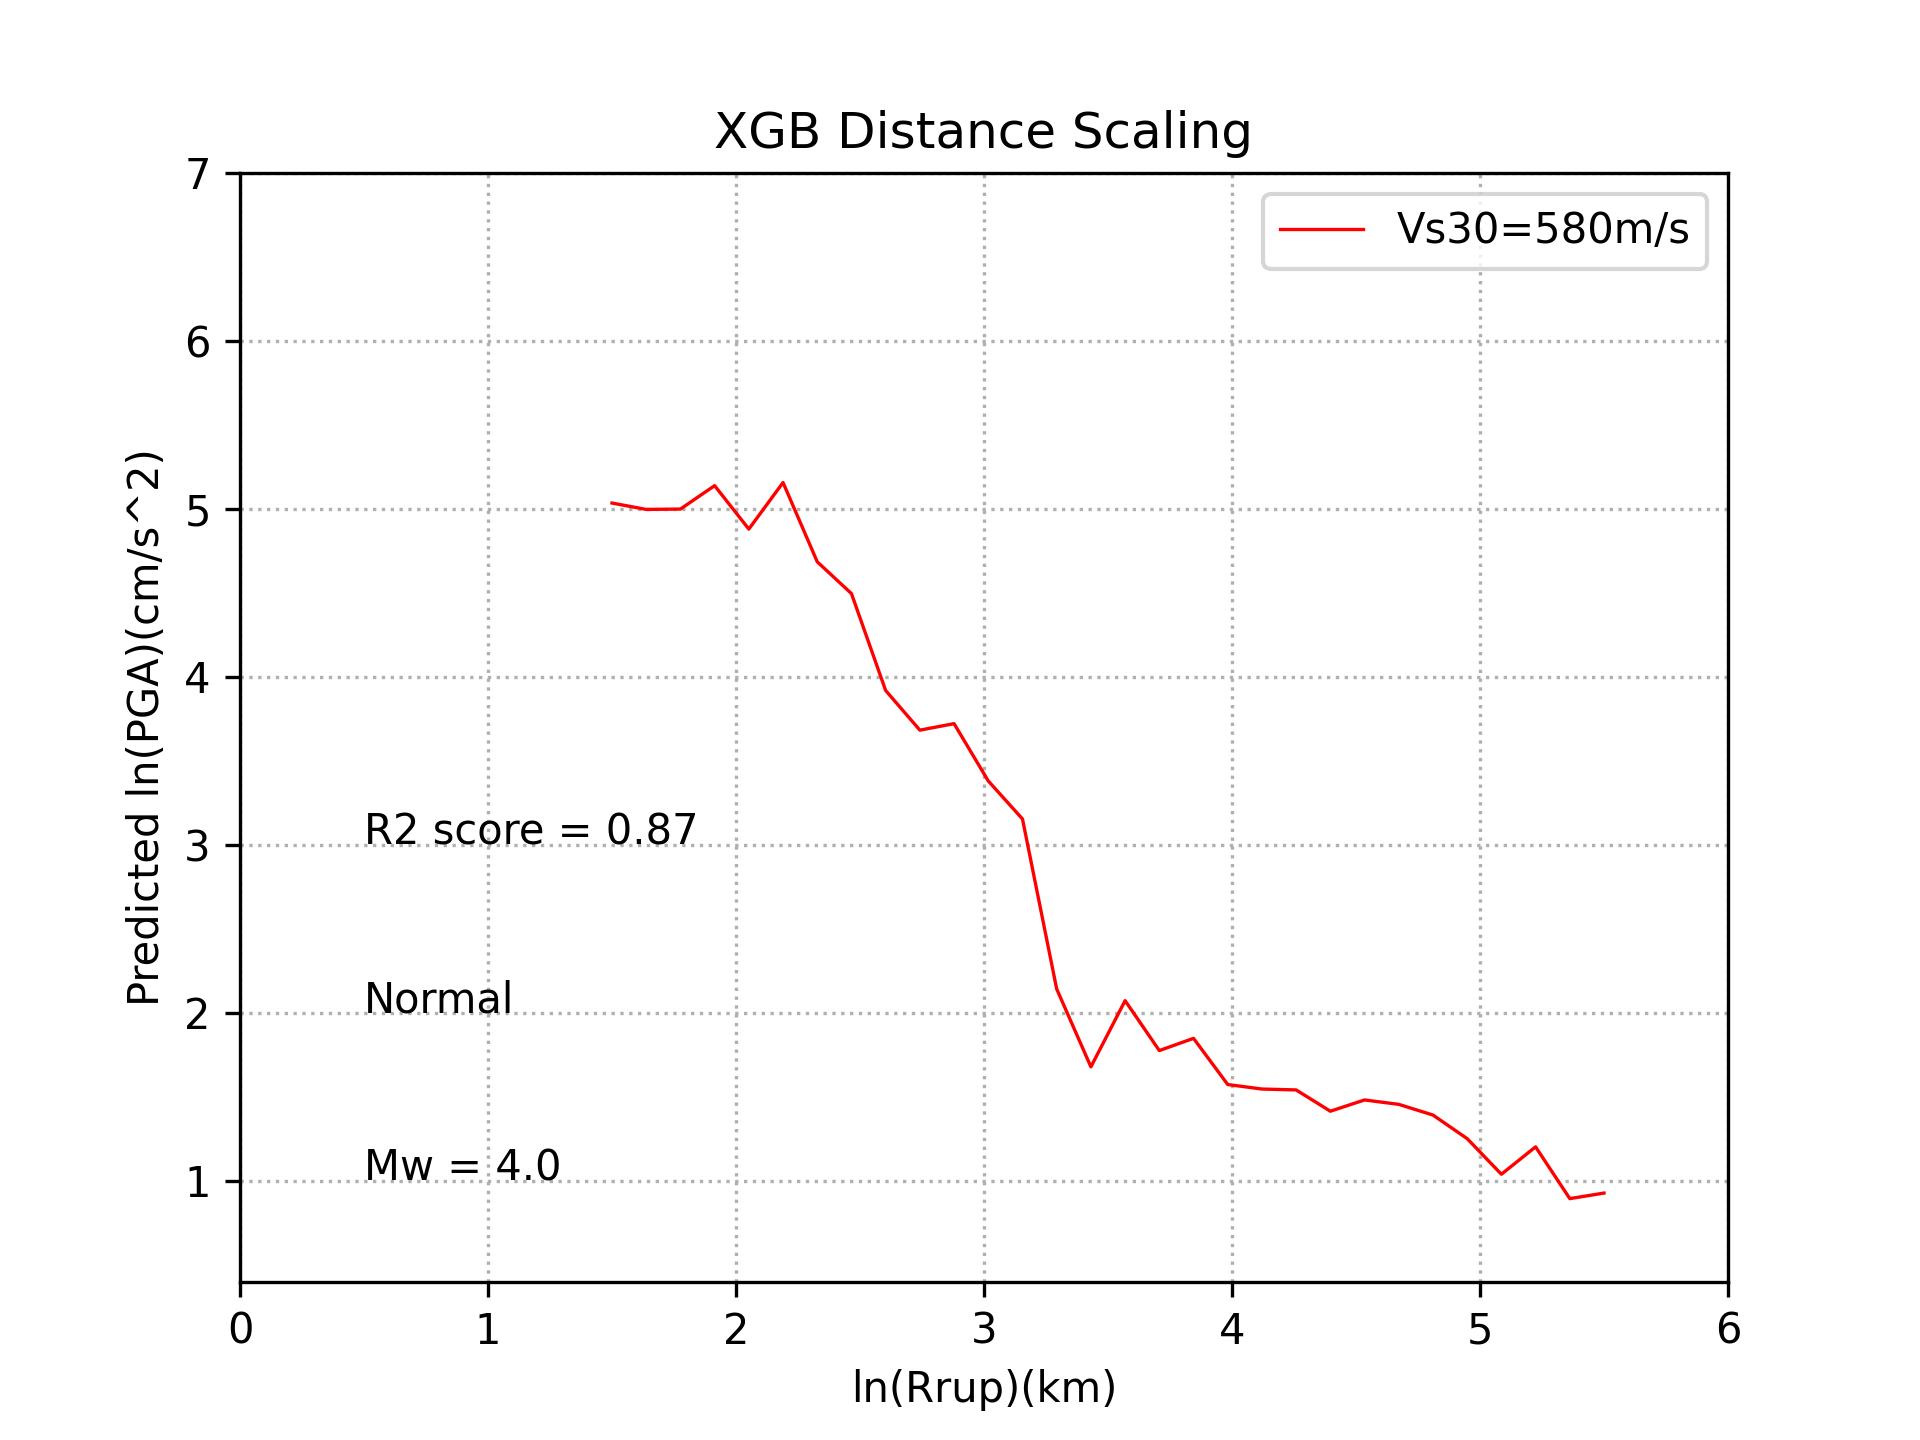 XGB Distance Scaling
Vs30=580m/s
7
6
5
4
3
2
1
Predicted ln(PGA)(cm/s^2)
R2 score = 0.87
Normal
Mw = 4.0
0 1 2 3 4 5 6
ln(Rrup)(km)